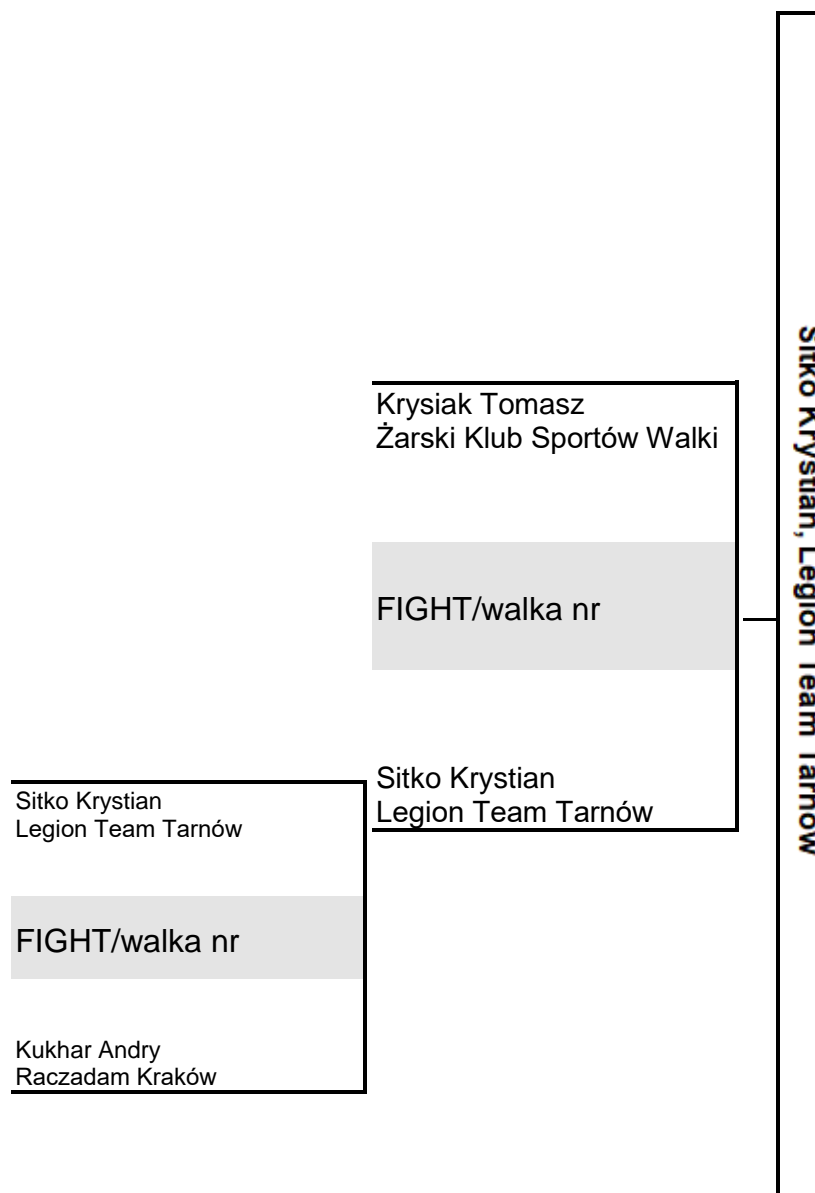 Krysiak Tomasz
Żarski Klub Sportów Walki
FIGHT/walka nr
Sitko Krystian
Legion Team Tarnów
Sitko Krystian
Legion Team Tarnów
FIGHT/walka nr
Kukhar Andry
Raczadam Kraków
Sitko Krystian, Legion Team Tarnów